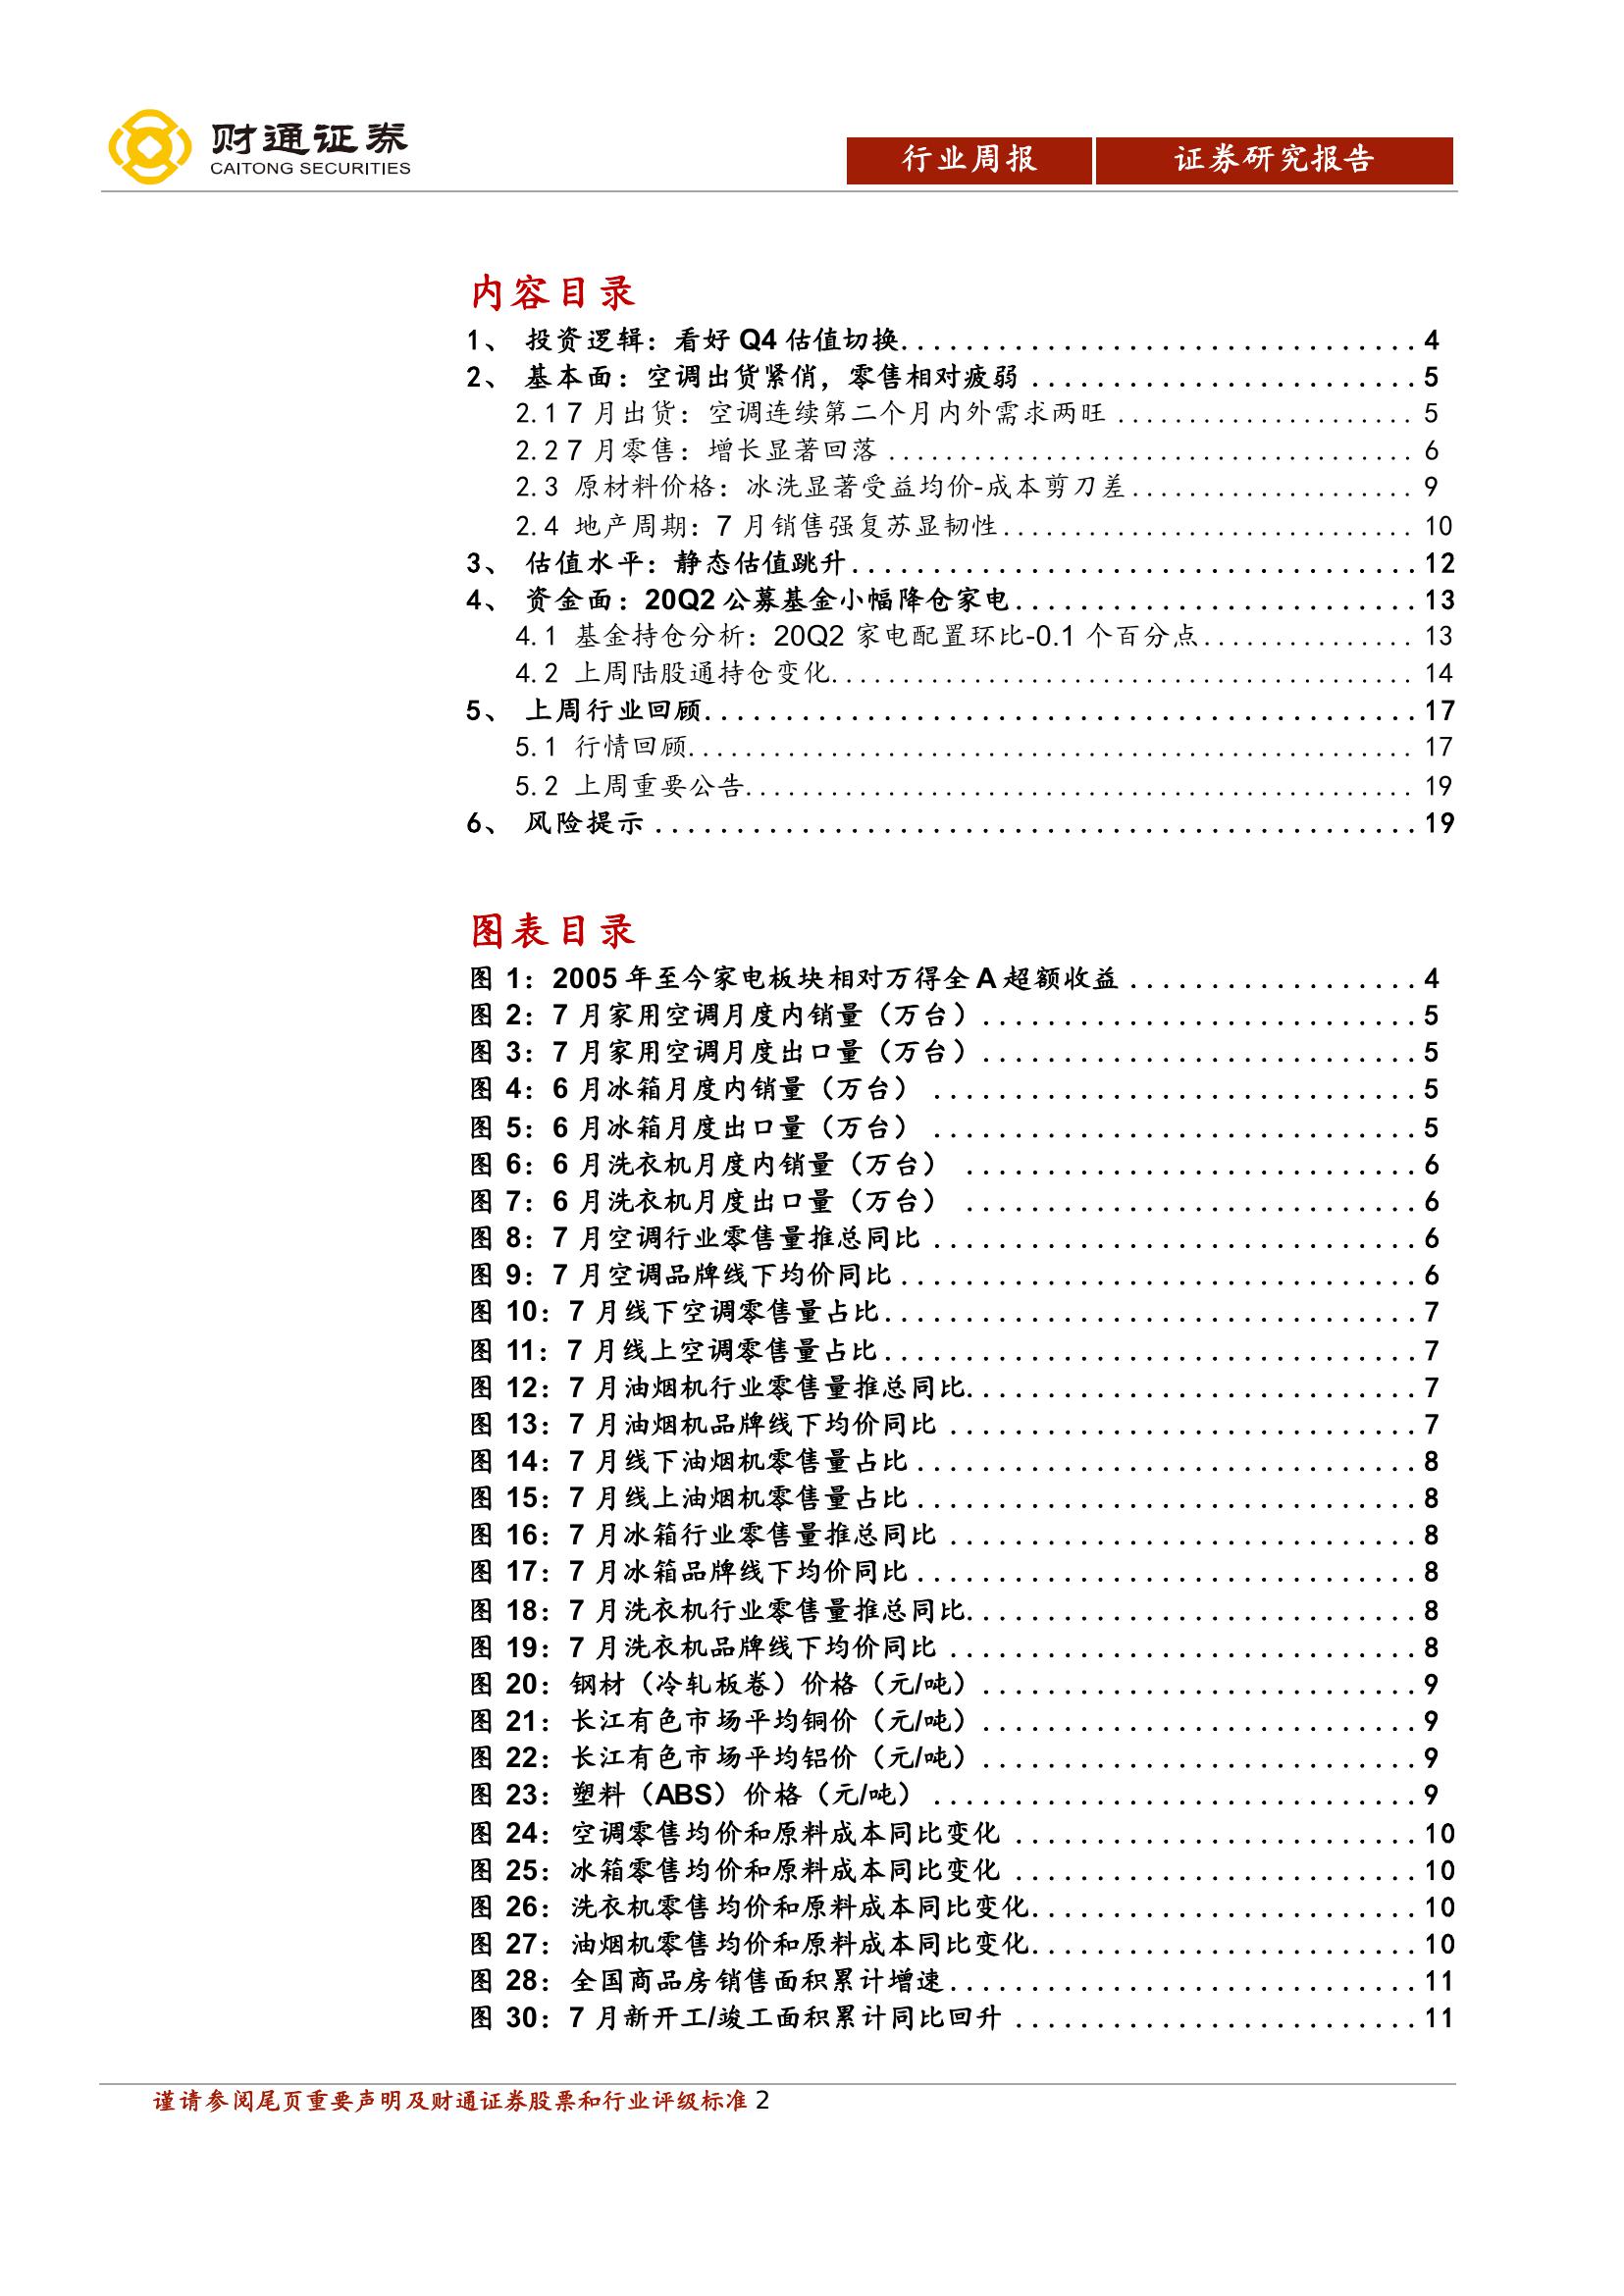 财通证券
CAITONG SECURITIES
行业周报 证券研究报告
内容目录
1、 投资逻辑：看好 Q4 估值切换................................ 4
2、 基本面：空调出货紧俏，零售相对疲弱 ........................ 5
2.1 7 月出货：空调连续第二个月内外需求两旺 ..................... 5
2.2 7 月零售：增长显著回落 ..................................... 6
2.3 原材料价格：冰洗显著受益均价-成本剪刀差.................... 9
2.4 地产周期：7 月销售强复苏显韧性............................. 10
3、 估值水平：静态估值跳升................................... 12
4、 资金面：20Q2 公募基金小幅降仓家电......................... 13
4.1 基金持仓分析：20Q2 家电配置环比-0.1 个百分点............... 13
4.2 上周陆股通持仓变化......................................... 14
5、 上周行业回顾............................................ 17
5.1 行情回顾................................................... 17
5.2 上周重要公告............................................... 19
6、 风险提示 ............................................... 19
图表目录
图 1：2005 年至今家电板块相对万得全 A 超额收益 .................. 4
图 2：7 月家用空调月度内销量（万台）........................... 5
图 3：7 月家用空调月度出口量（万台）........................... 5
图 4：6 月冰箱月度内销量（万台） .............................. 5
图 5：6 月冰箱月度出口量（万台） .............................. 5
图 6：6 月洗衣机月度内销量（万台） ............................ 6
图 7：6 月洗衣机月度出口量（万台） ............................ 6
图 8：7 月空调行业零售量推总同比 .............................. 6
图 9：7 月空调品牌线下均价同比 ................................ 6
图 10：7 月线下空调零售量占比................................. 7
图 11：7 月线上空调零售量占比................................. 7
图 12：7 月油烟机行业零售量推总同比............................ 7
图 13：7 月油烟机品牌线下均价同比 ............................. 7
图 14：7 月线下油烟机零售量占比 ............................... 8
图 15：7 月线上油烟机零售量占比 ............................... 8
图 16：7 月冰箱行业零售量推总同比 ............................. 8
图 17：7 月冰箱品牌线下均价同比 ............................... 8
图 18：7 月洗衣机行业零售量推总同比............................ 8
图 19：7 月洗衣机品牌线下均价同比 ............................. 8
图 20：钢材（冷轧板卷）价格（元/吨）........................... 9
图 21：长江有色市场平均铜价（元/吨）........................... 9
图 22：长江有色市场平均铝价（元/吨）........................... 9
图 23：塑料（ABS）价格（元/吨） .............................. 9
图 24：空调零售均价和原料成本同比变化 ......................... 10
图 25：冰箱零售均价和原料成本同比变化 ......................... 10
图 26：洗衣机零售均价和原料成本同比变化........................ 10
图 27：油烟机零售均价和原料成本同比变化........................ 10
图 28：全国商品房销售面积累计增速............................. 11
图 30：7 月新开工/竣工面积累计同比回升 ......................... 11
谨请参阅尾页重要声明及财通证券股票和行业评级标准 2